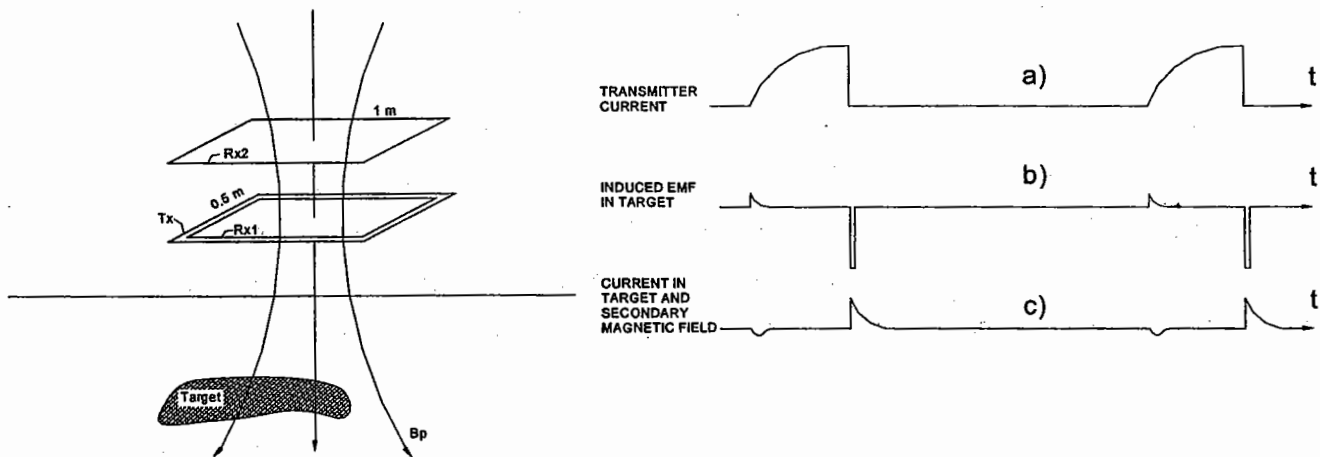 1 m
Rx2
0.5 m
Tx
Rx1
Target
Bp
TRANSMITTER
CURRENT
a)
t
INDUCED EMF
IN TARGET
b)
t
CURRENT IN
TARGET AND
SECONDARY
MAGNETIC FIELD
c)
t